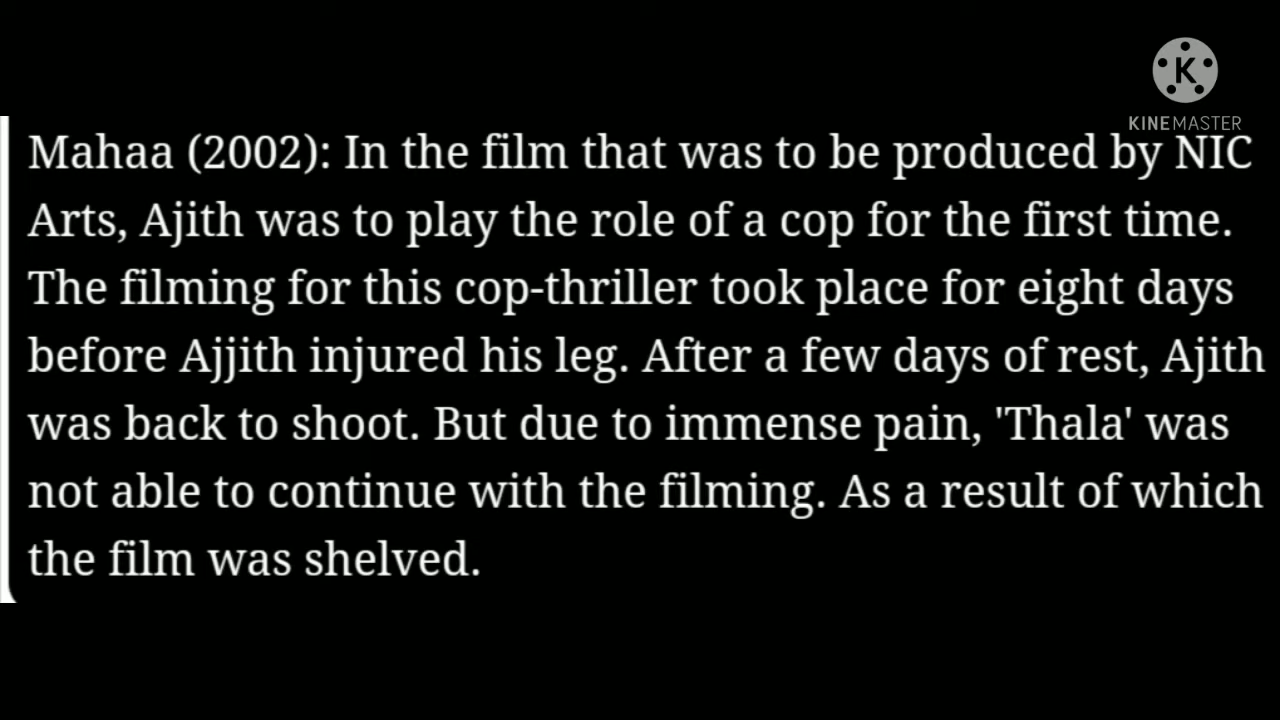 K
KINEMASTER
Mahaa (2002): In the film that was to be produced by NIC
Arts, Ajith was to play the role of a cop for the first time.
The filming for this cop-thriller took place for eight days
before Ajjith injured his leg. After a few days of rest, Ajith
was back to shoot. But due to immense pain, 'Thala' was
not able to continue with the filming. As a result of which
the film was shelved.